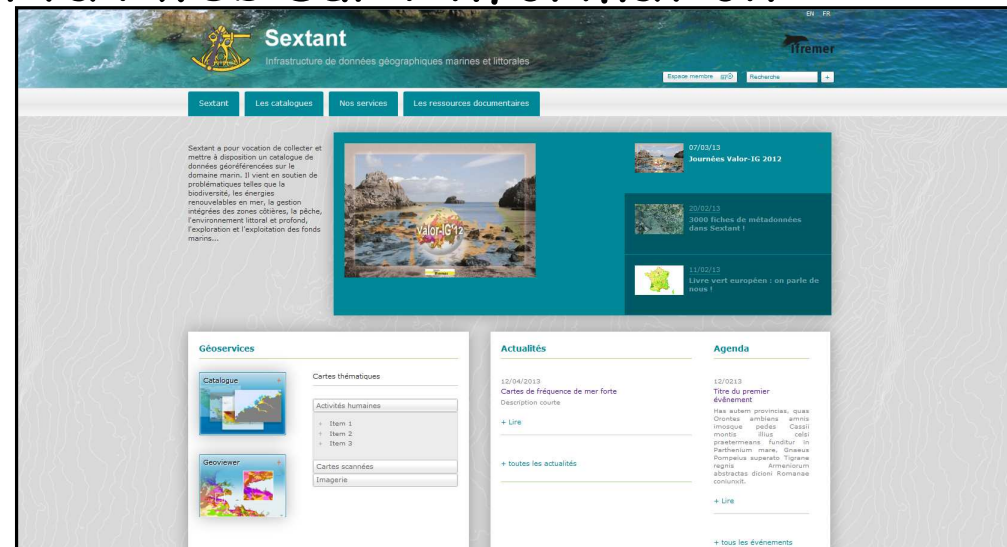 EN FR
Sextant
Infrastructure de données géographiques marines et littorales
ifremer
Espace membre
Recherche +
Sextant Les catalogues Nos services Les ressources documentaires
Sextant a pour vocation de collecter et
mettre à disposition un catalogue de
données géoréférencées sur le
domaine marin. Il vient en soutien de
problématiques telles que la
biodiversité, les énergies
renouvelables en mer, la gestion
intégrées des zones côtières, la pêche,
l'environnement littoral et profond,
l'exploration et l'exploitation des fonds
marins...
Valor-IG'12
07/03/13
Journées Valor-IG 2012
20/02/13
3000 fiches de métadonnées
dans Sextant !
11/02/13
Livre vert européen : on parle de
nous !
Géoservices
Catalogue +
Geoviewer +
Cartes thématiques
Activités humaines
Item 1
Item 2
Item 3
Cartes scannées
Imagerie
Actualités
12/04/2013
Cartes de fréquence de mer forte
Description courte
+ Lire
+ toutes les actualités
Agenda
12/0213
Titre du premier
évènement
Has autem provincias, quas
Orontes ambiens amnis
imosque pedes Cassii
montis illius celsi
praetermeans funditur in
Parthenium mare, Gnaeus
Pompeius superato Tigrane
regnis Armeniorum
abstractas dicioni Romanae
coniunxit.
+ Lire
+ tous les événements